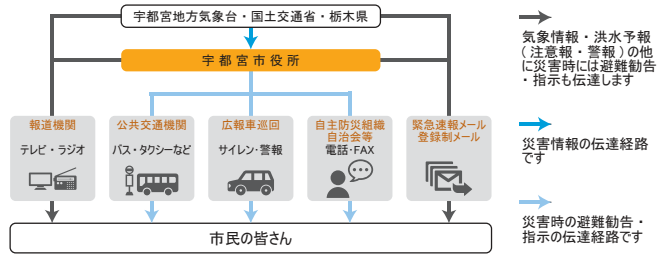 宇都宮地方気象台・国土交通省・栃木県
宇都宮市役所
報道機関
テレビ・ラジオ
公共交通機関
バス・タクシーなど
広報車巡回
サイレン・警報
自主防災組織
自治会等
電話・FAX
緊急速報メール
登録制メール
市民の皆さん
気象情報・洪水予報
(注意報・警報)の他
に災害時には避難勧告
・指示も伝達します
災害情報の伝達経路
です
災害時の避難勧告・
指示の伝達経路です